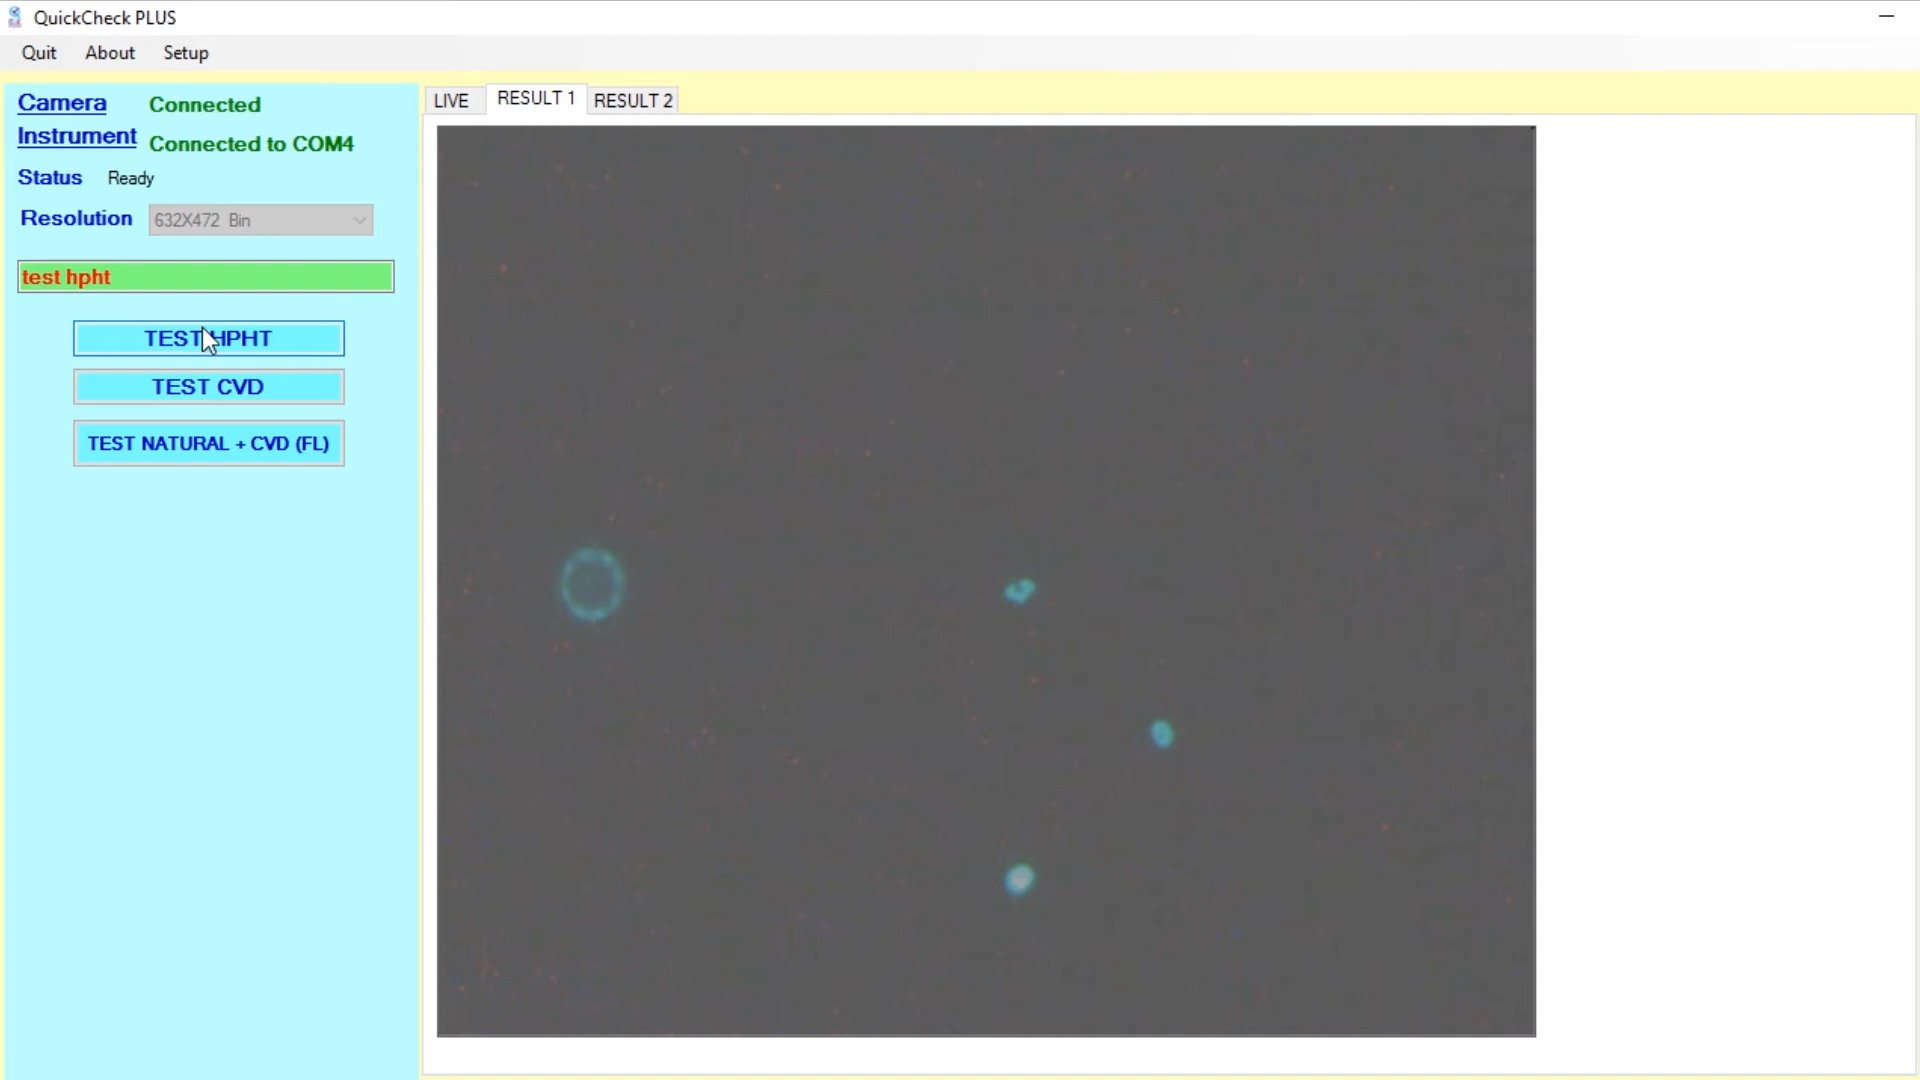 QuickCheck PLUS
Quit About Setup
Camera Connected
Instrument Connected to COM4
Status Ready
Resolution 632X472 Bin
test hpht
TEST HPHT
TEST CVD
TEST NATURAL + CVD (FL)
LIVE RESULT 1 RESULT 2